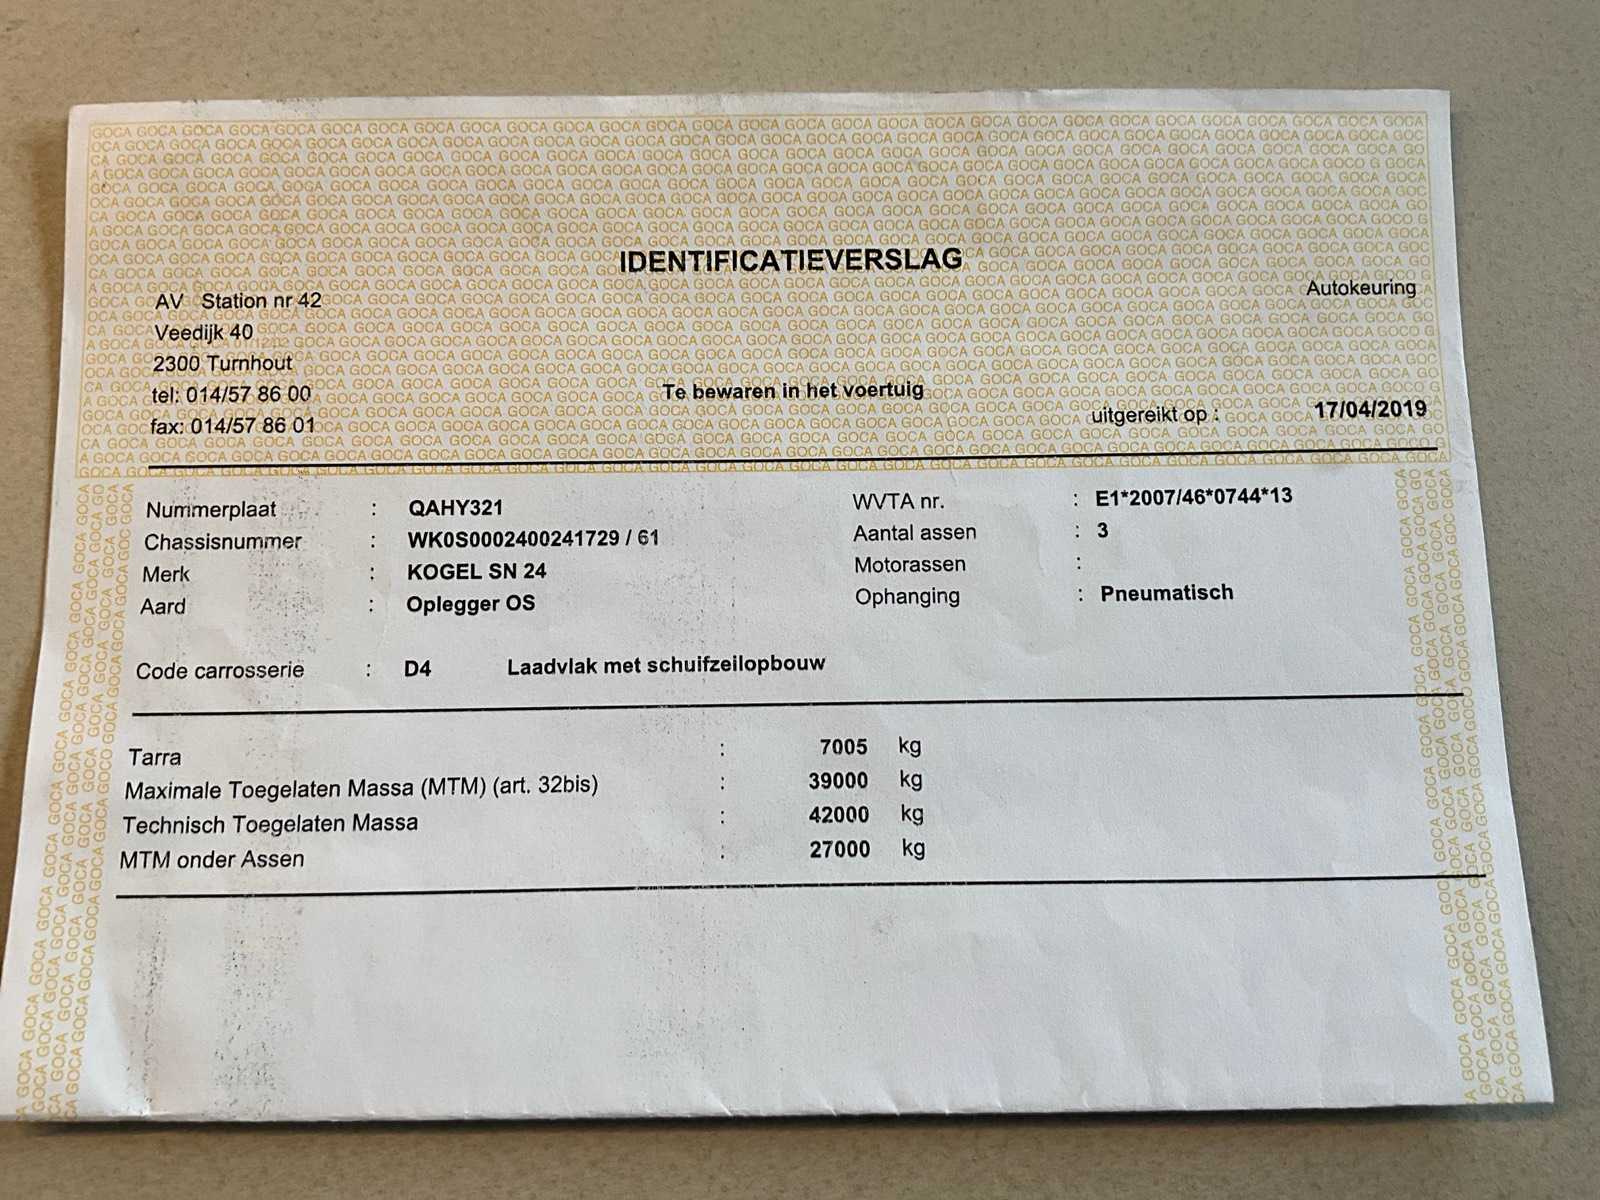 IDENTIFICATIEVERSLAG
AV Station nr 42
Autokeuring
Veedijk 40
2300 Turnhout
tel: 014/57 86 00
Te bewaren in het voertuig
fax: 014/57 86 01
uitgereikt op : 17/04/2019
Nummerplaat : QAHY321
WVTA nr. : E1*2007/46*0744*13
Chassisnummer : WK0S0002400241729 / 61
Aantal assen : 3
Merk : KOGEL SN 24
Motorassen :
Aard : Oplegger OS
Ophanging : Pneumatisch
Code carrosserie : D4 Laadvlak met schuifzeilopbouw
Tarra : 7005 kg
Maximale Toegelaten Massa (MTM) (art. 32bis) : 39000 kg
Technisch Toegelaten Massa : 42000 kg
MTM onder Assen : 27000 kg